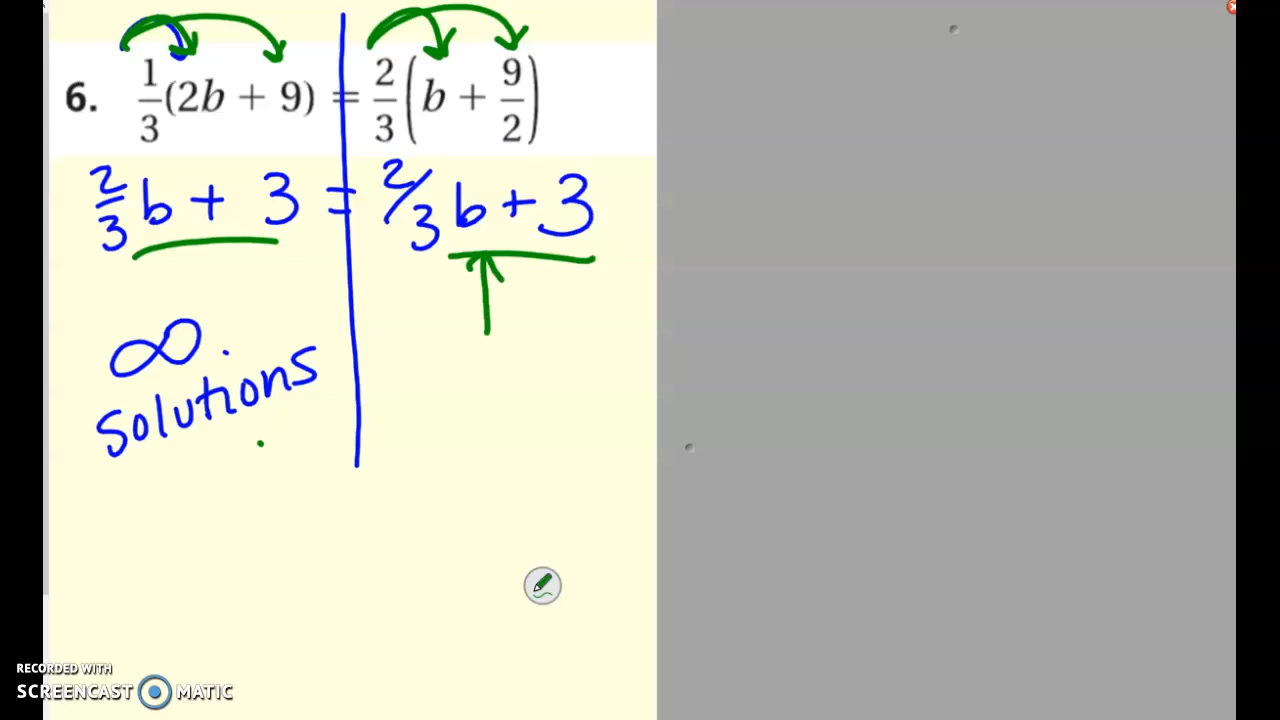 6. 1/3(2b + 9) = 2/3(b + 9/2)
2/3 b + 3 = 2/3 b + 3
∞
solutions
RECORDED WITH
SCREENCAST MATIC